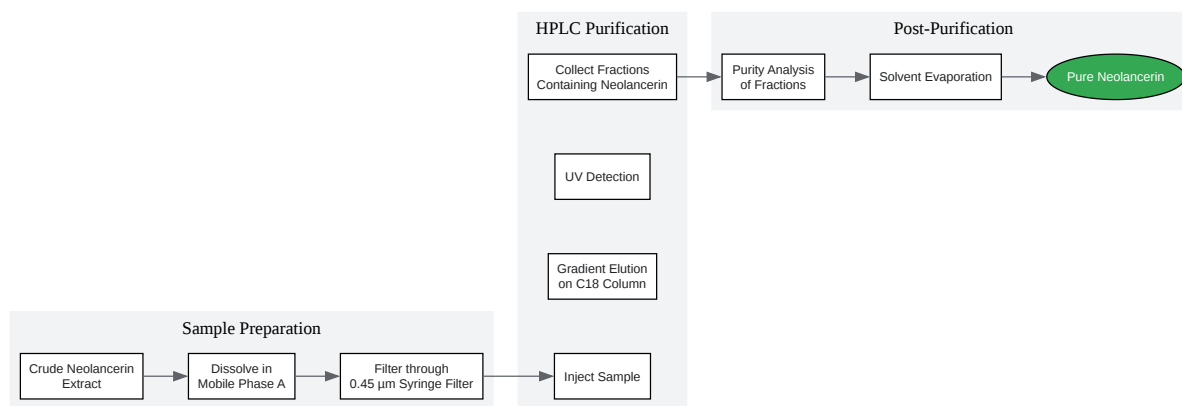 HPLC Purification
Post-Purification
Collect Fractions
Containing Neolancerin
Purity Analysis
of Fractions
Solvent Evaporation
Pure Neolancerin
UV Detection
Gradient Elution
on C18 Column
Sample Preparation
Crude Neolancerin
Extract
Dissolve in
Mobile Phase A
Filter through
0.45 µm Syringe Filter
Inject Sample